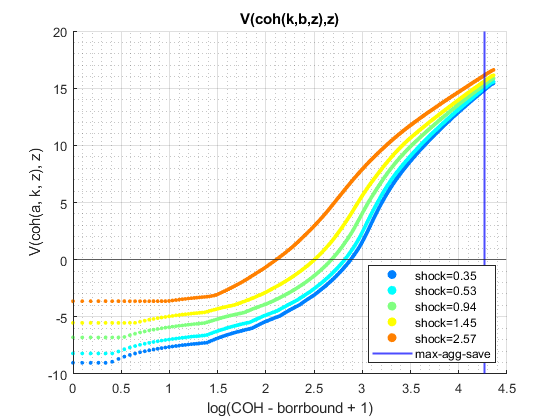 V(coh(k,b,z),z)
20
15
10
5
0
-5
-10
V(coh(a, k, z), z)
0
0.5
1
1.5
2
2.5
3
3.5
4
4.5
log(COH - borrbound + 1)
shock=0.35
shock=0.53
shock=0.94
shock=1.45
shock=2.57
max-agg-save